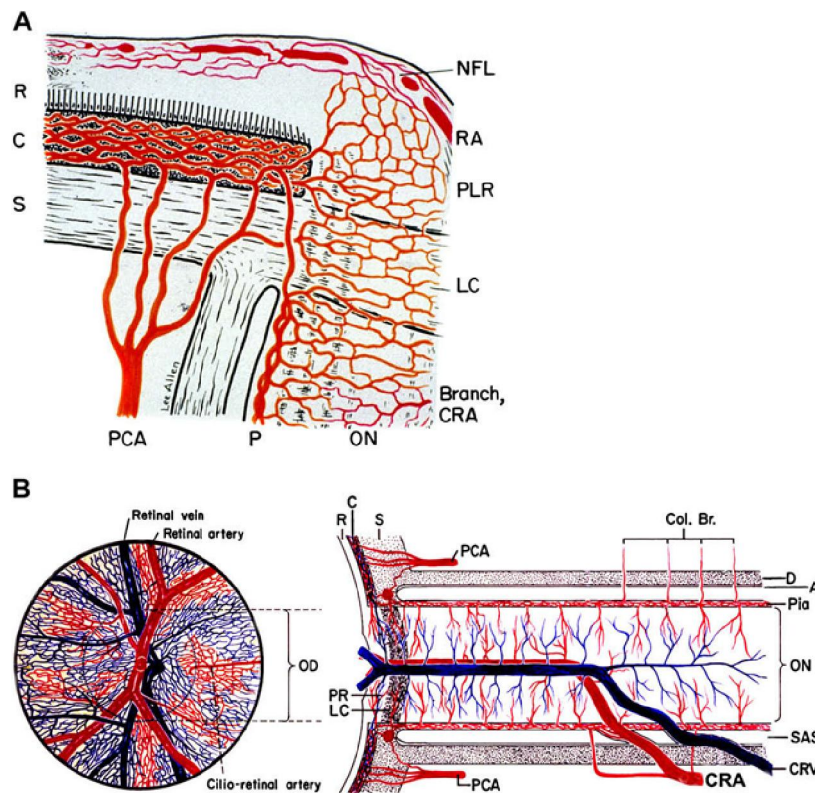 A
NFL
R
RA
C
PLR
S
LC
Lee Allen
Branch,
CRA
PCA
P
ON
B
Retinal vein
Retinal artery
OD
Cilio-retinal artery
C
R
S
PCA
Col. Br.
D
A
Pia
ON
PR
LC
SAS
CRV
PCA
CRA